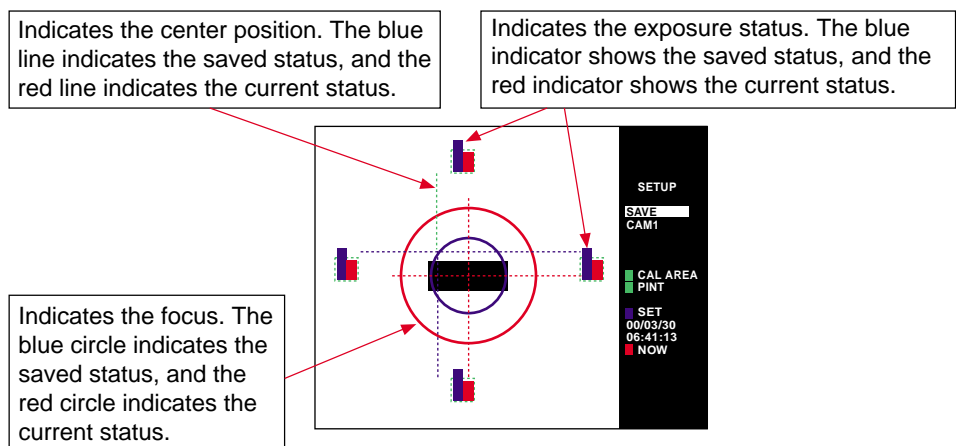 Indicates the center position. The blue
line indicates the saved status, and the
red line indicates the current status.
Indicates the exposure status. The blue
indicator shows the saved status, and the
red indicator shows the current status.
SETUP
SAVE
CAM1
CAL AREA
PINT
SET
00/03/30
06:41:13
NOW
Indicates the focus. The
blue circle indicates the
saved status, and the
red circle indicates the
current status.